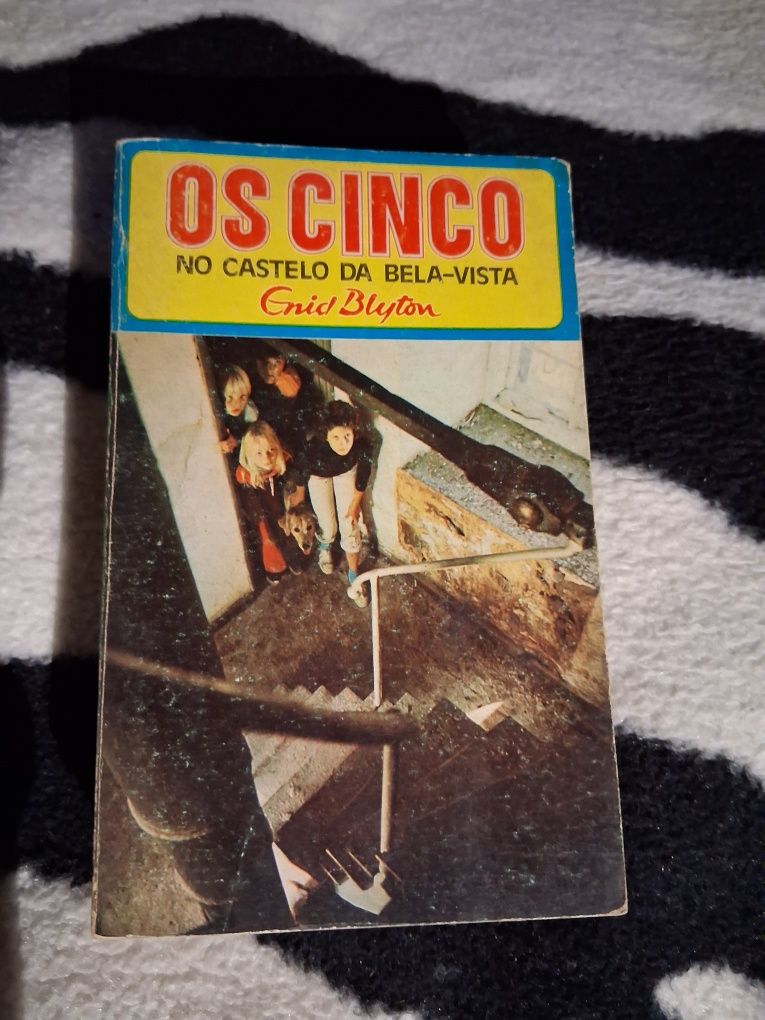 OS CINCO
NO CASTELO DA BELA-VISTA
Enid Blyton